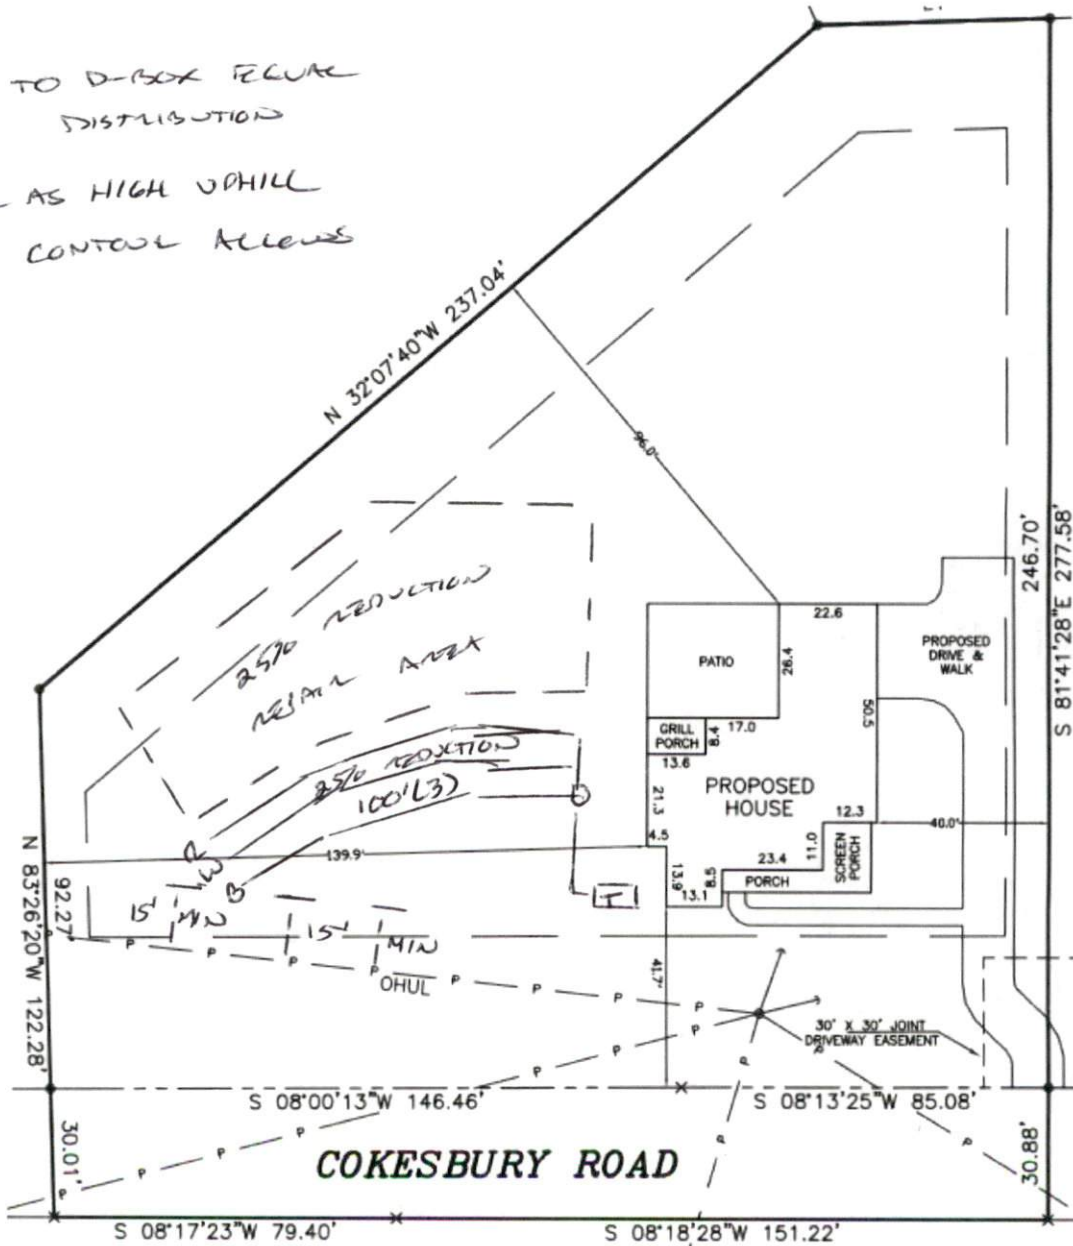 TO D-BOX EQUAL
DISTRIBUTION
AS HIGH UPHILL
CONTOUR ALLOWS
N 32°07'40"W 237.04'
96.0'
246.70'
S 81°41'28"E 277.58'
25% REDUCTION
REPAIR AREA
25% REDUCTION
100'(3)
R
W
B
22.6
PATIO
26.4
PROPOSED
DRIVE &
WALK
GRILL
PORCH
17.0
8.4
50.5
13.6
PROPOSED
HOUSE
21.3
4.5
12.3
40.0'
11.0
SCREEN
PORCH
139.9'
23.4
PORCH
13.9
8.5
13.1
T
N 83°26'20"W 122.28'
92.27'
15' MIN
15' MIN
OHUL
P P P P P P P P
41.7'
30' X 30' JOINT
DRIVEWAY EASEMENT
S 08°00'13"W 146.46'
S 08°13'25"W 85.08'
30.01'
COKESBURY ROAD
30.88'
S 08°17'23"W 79.40'
S 08°18'28"W 151.22'